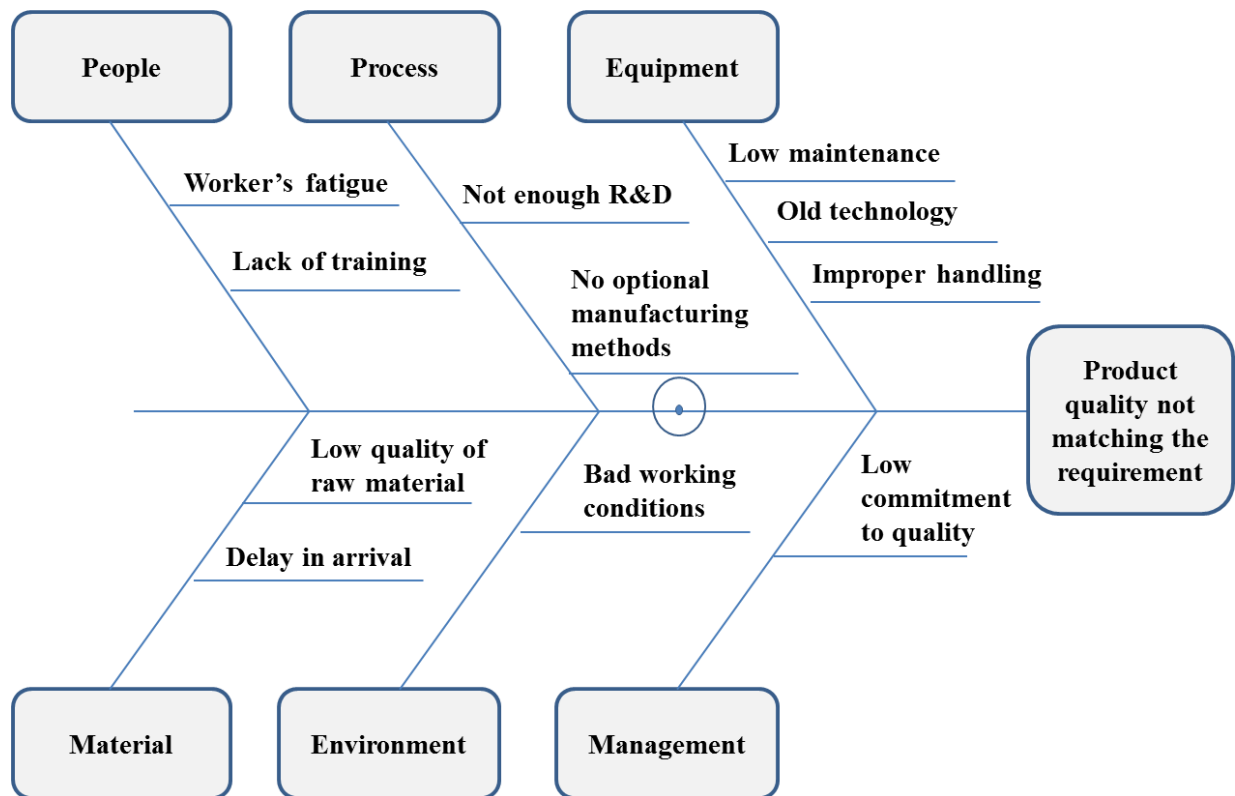 People
Process
Equipment
Worker’s fatigue
Lack of training
Not enough R&D
No optional
manufacturing
methods
Low maintenance
Old technology
Improper handling
Product
quality not
matching the
requirement
Low quality of
raw material
Delay in arrival
Bad working
conditions
Low
commitment
to quality
Material
Environment
Management